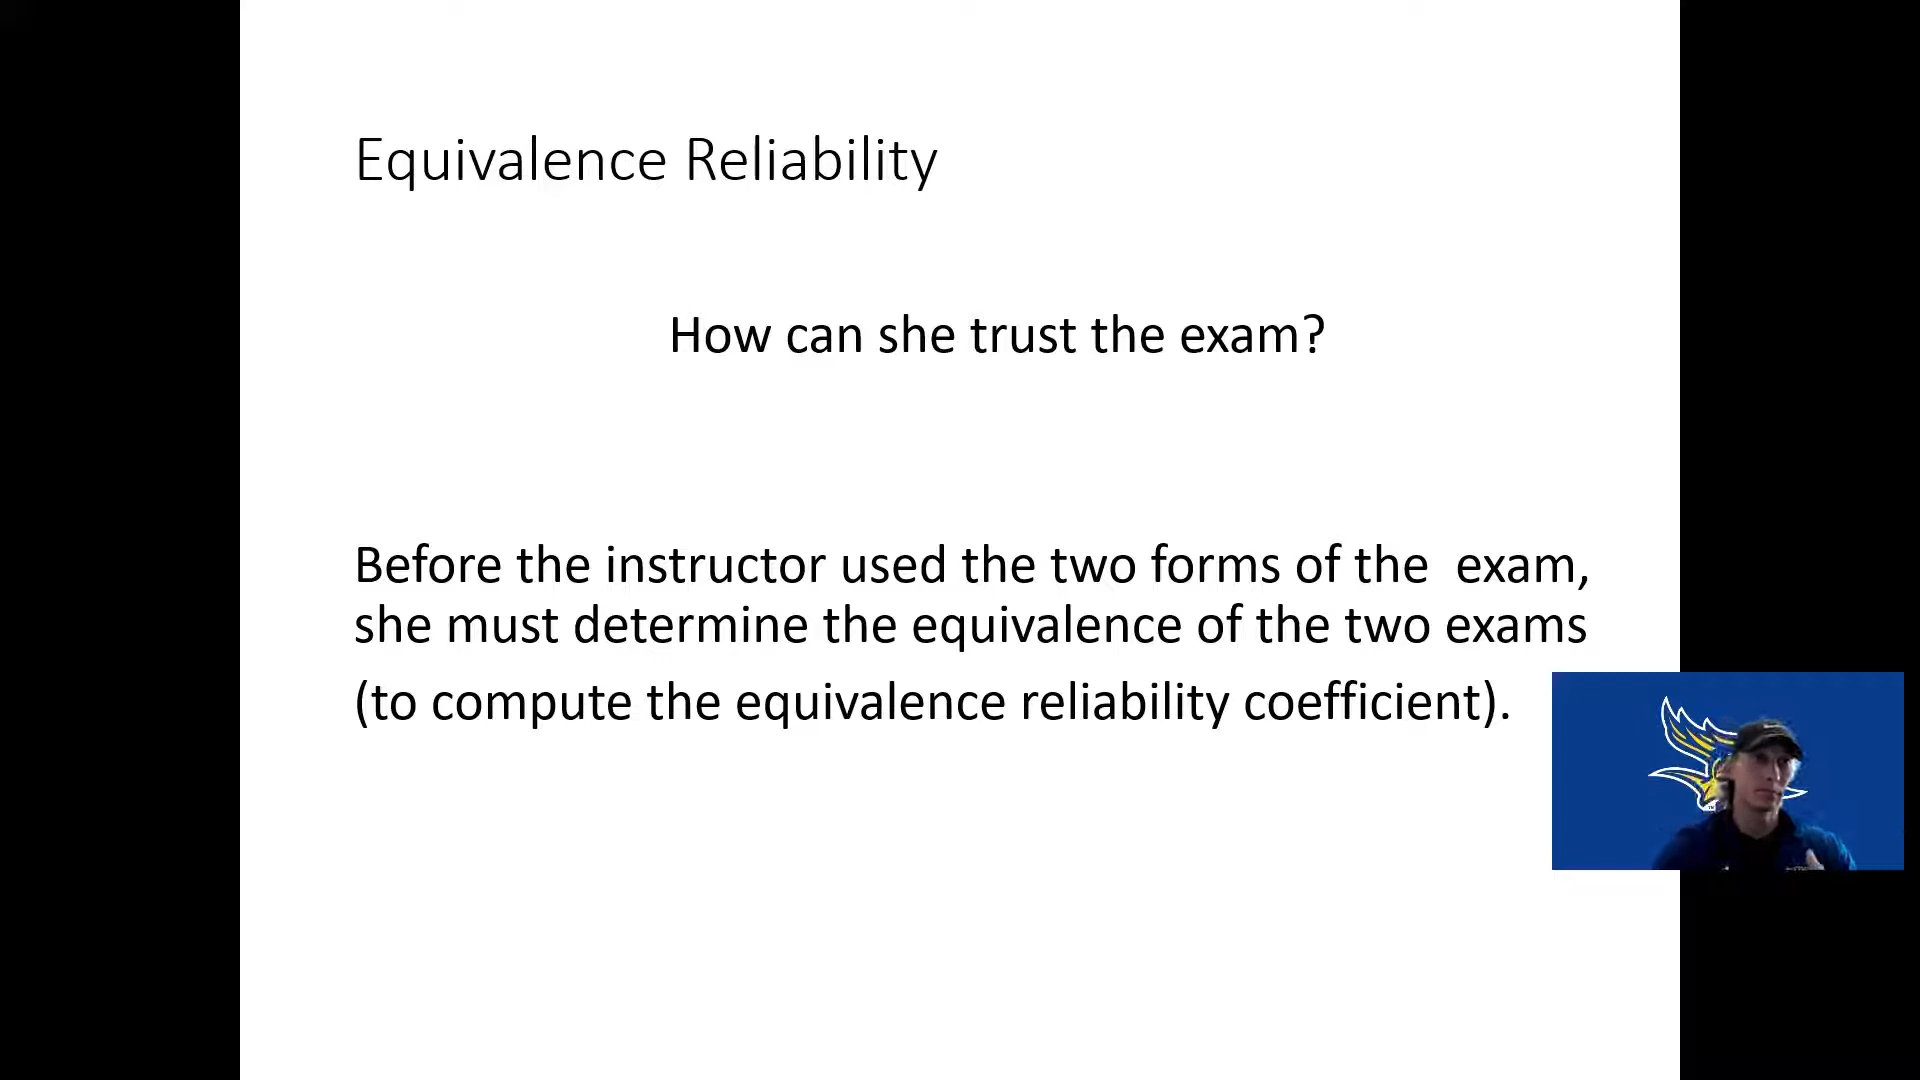 Equivalence Reliability
How can she trust the exam?
Before the instructor used the two forms of the  exam,
she must determine the equivalence of the two exams
(to compute the equivalence reliability coefficient).